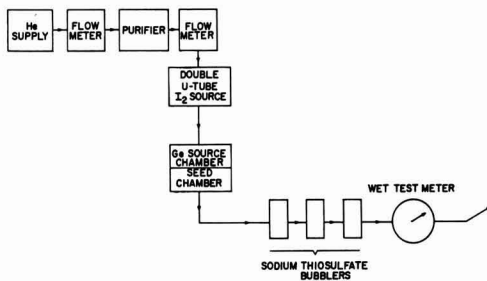 He
SUPPLY
FLOW
METER
PURIFIER
FLOW
METER
DOUBLE
U-TUBE
I2 SOURCE
Ge SOURCE
CHAMBER
SEED
CHAMBER
WET TEST METER
SODIUM THIOSULFATE
BUBBLERS